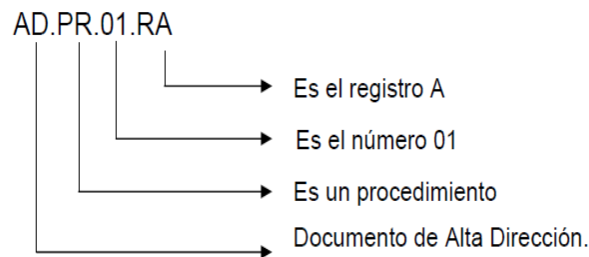 AD.PR.01.RA
Es el registro A
Es el número 01
Es un procedimiento
Documento de Alta Dirección.